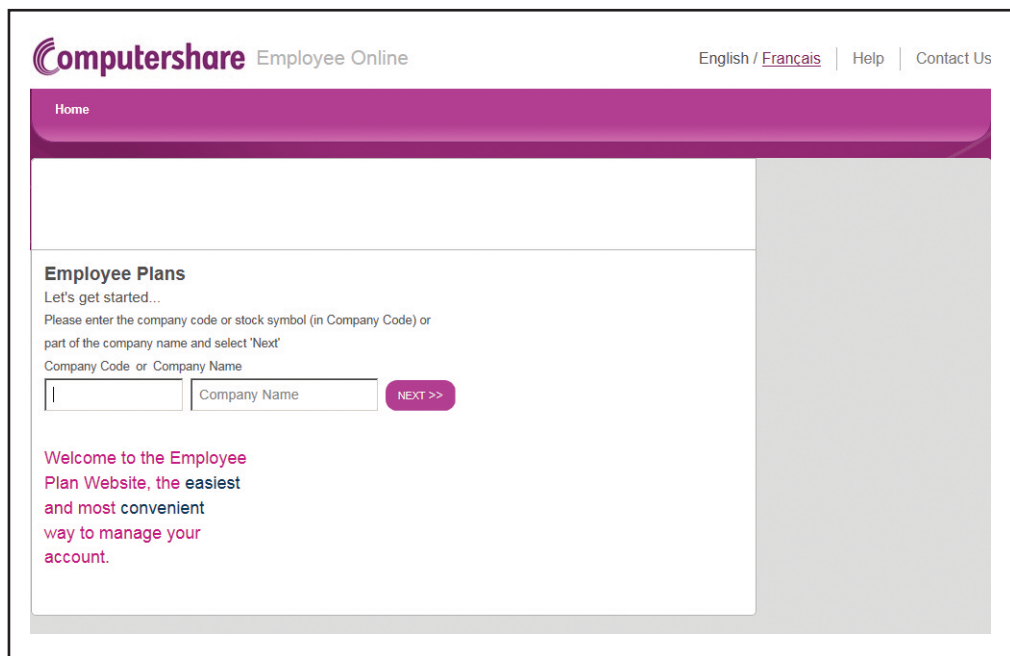 Computershare Employee Online
English / Français | Help | Contact Us
Home
Employee Plans
Let's get started...
Please enter the company code or stock symbol (in Company Code) or
part of the company name and select 'Next'
Company Code or Company Name
Company Name
NEXT >>
Welcome to the Employee
Plan Website, the easiest
and most convenient
way to manage your
account.